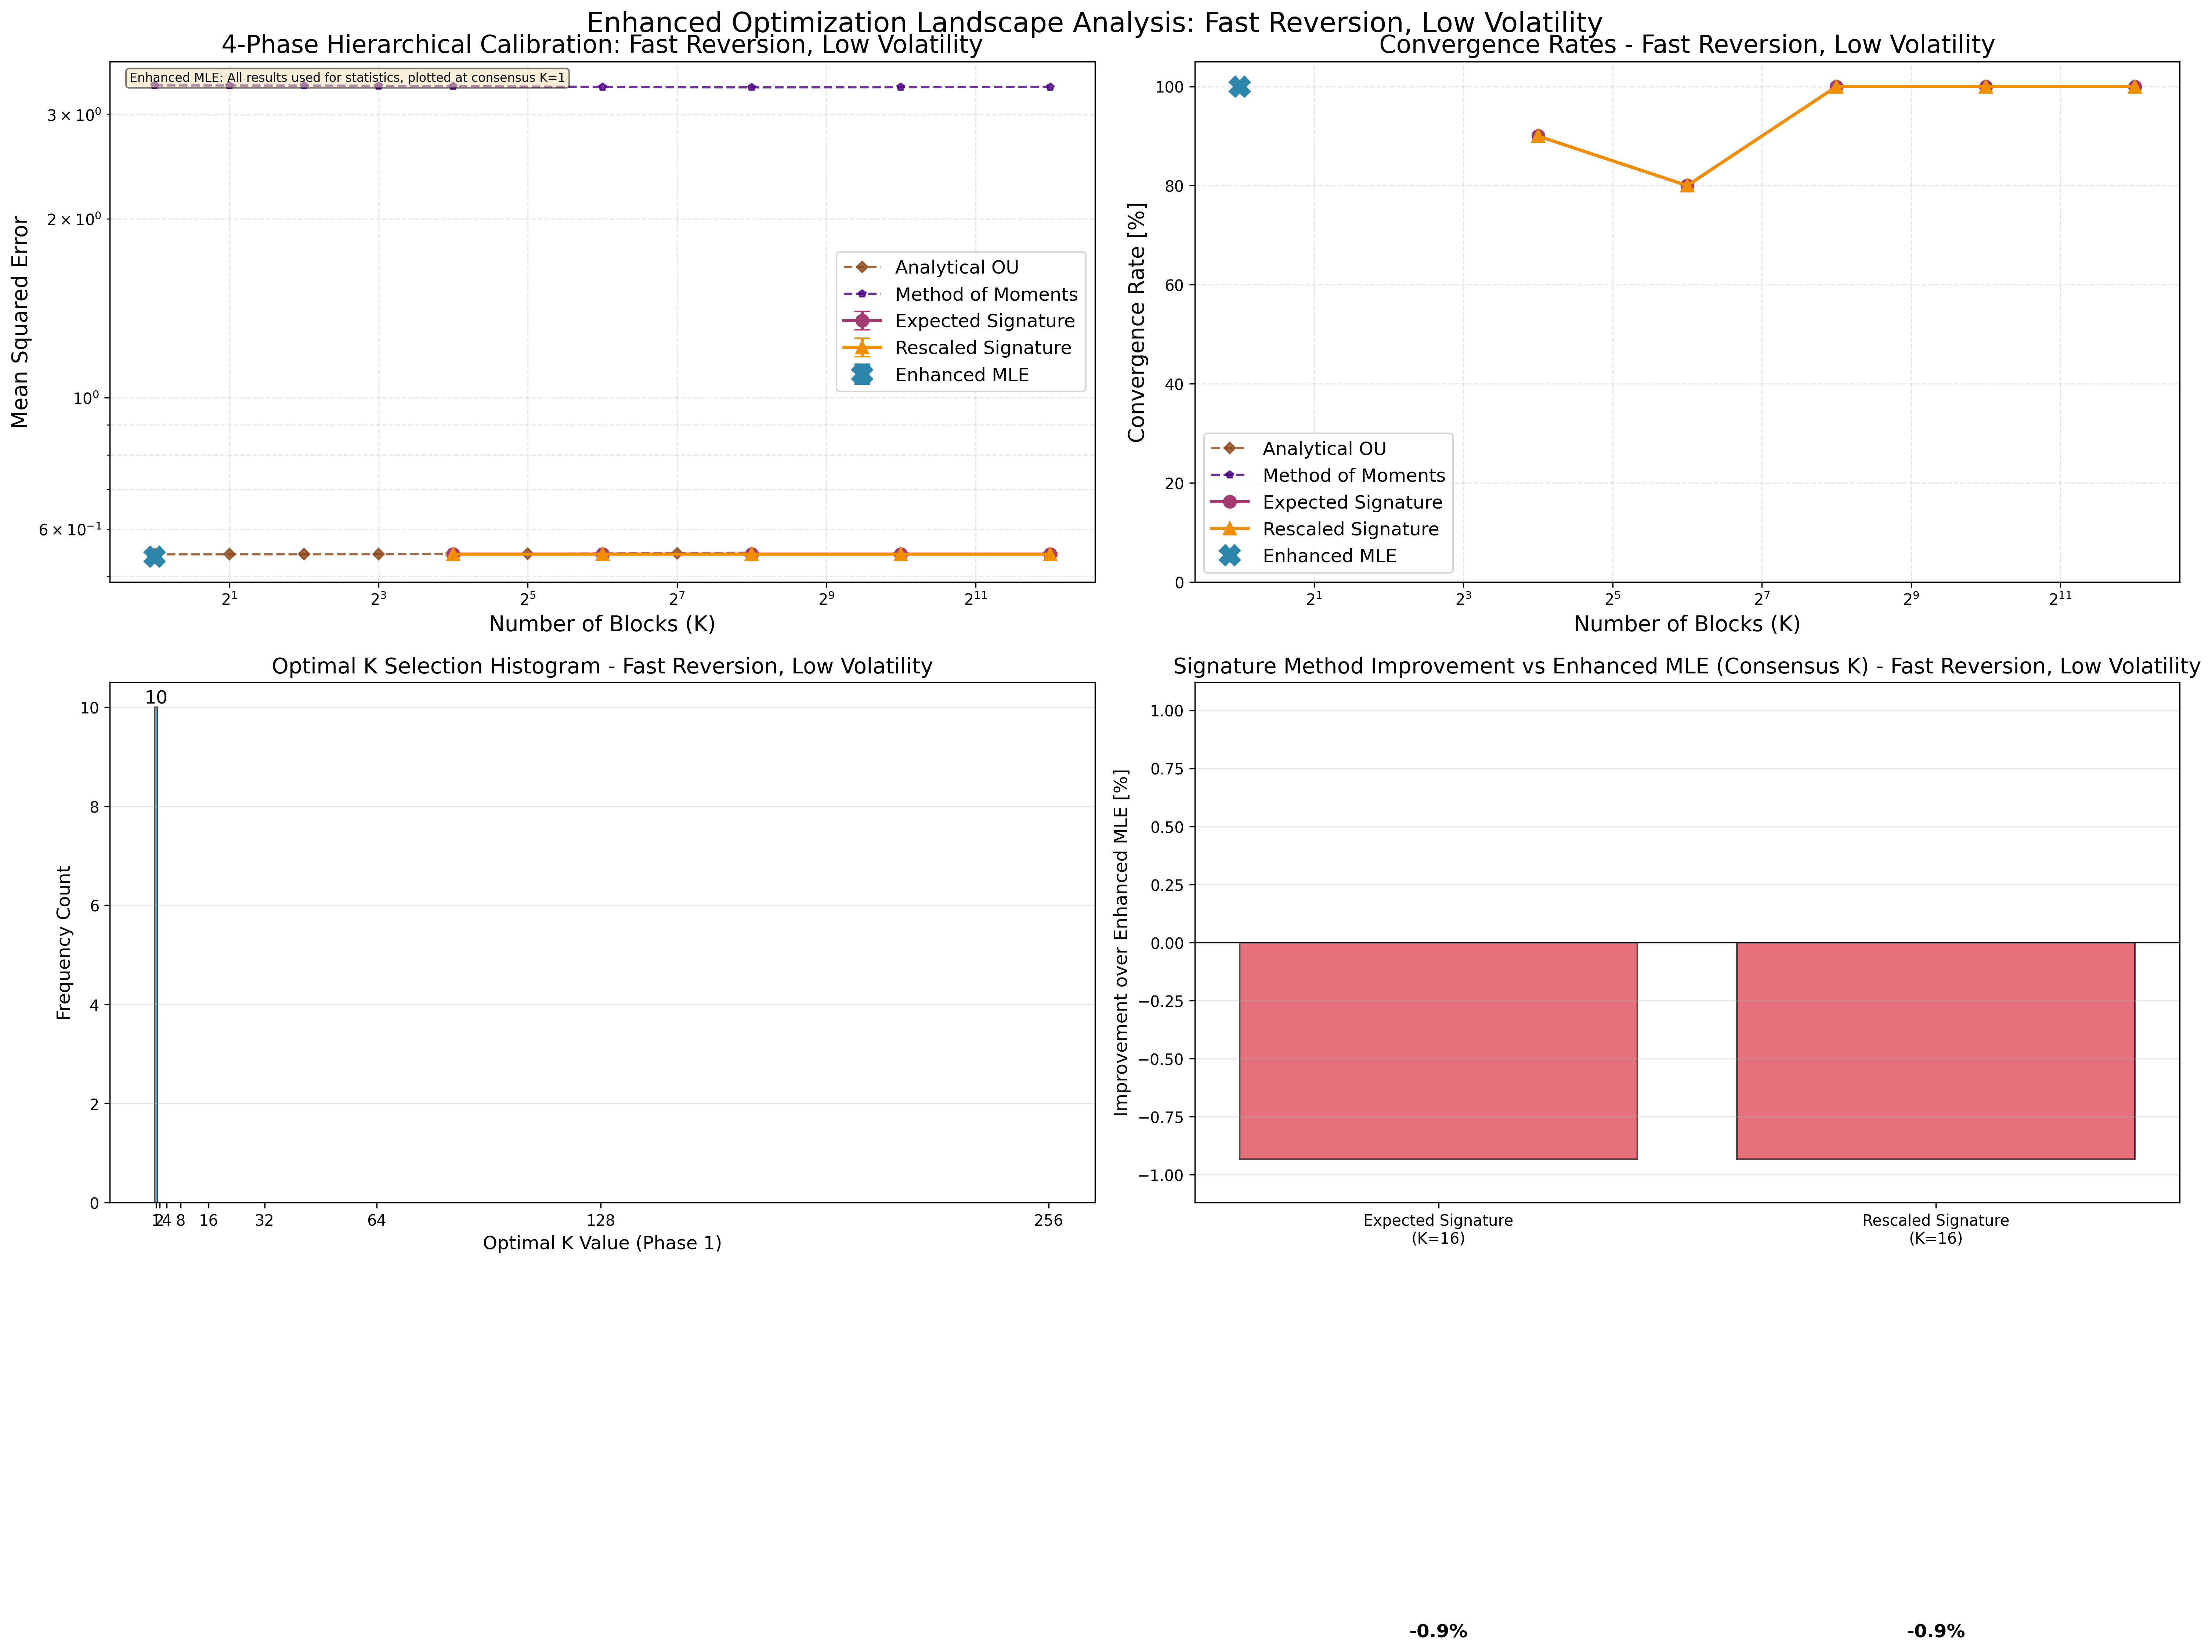 Enhanced Optimization Landscape Analysis: Fast Reversion, Low Volatility
4-Phase Hierarchical Calibration: Fast Reversion, Low Volatility
Enhanced MLE: All results used for statistics, plotted at consensus K=1
Mean Squared Error
3 × 10⁰
2 × 10⁰
10⁰
6 × 10⁻¹
Analytical OU
Method of Moments
Expected Signature
Rescaled Signature
Enhanced MLE
2¹ 2³ 2⁵ 2⁷ 2⁹ 2¹¹
Number of Blocks (K)
Convergence Rates - Fast Reversion, Low Volatility
Convergence Rate [%]
100
80
60
40
20
0
Analytical OU
Method of Moments
Expected Signature
Rescaled Signature
Enhanced MLE
2¹ 2³ 2⁵ 2⁷ 2⁹ 2¹¹
Number of Blocks (K)
Optimal K Selection Histogram - Fast Reversion, Low Volatility
Frequency Count
10
10
8
6
4
2
0
1 2 4 8 16 32 64 128 256
Optimal K Value (Phase 1)
Signature Method Improvement vs Enhanced MLE (Consensus K) - Fast Reversion, Low Volatility
Improvement over Enhanced MLE [%]
1.00
0.75
0.50
0.25
0.00
−0.25
−0.50
−0.75
−1.00
Expected Signature
(K=16)
Rescaled Signature
(K=16)
-0.9%
-0.9%